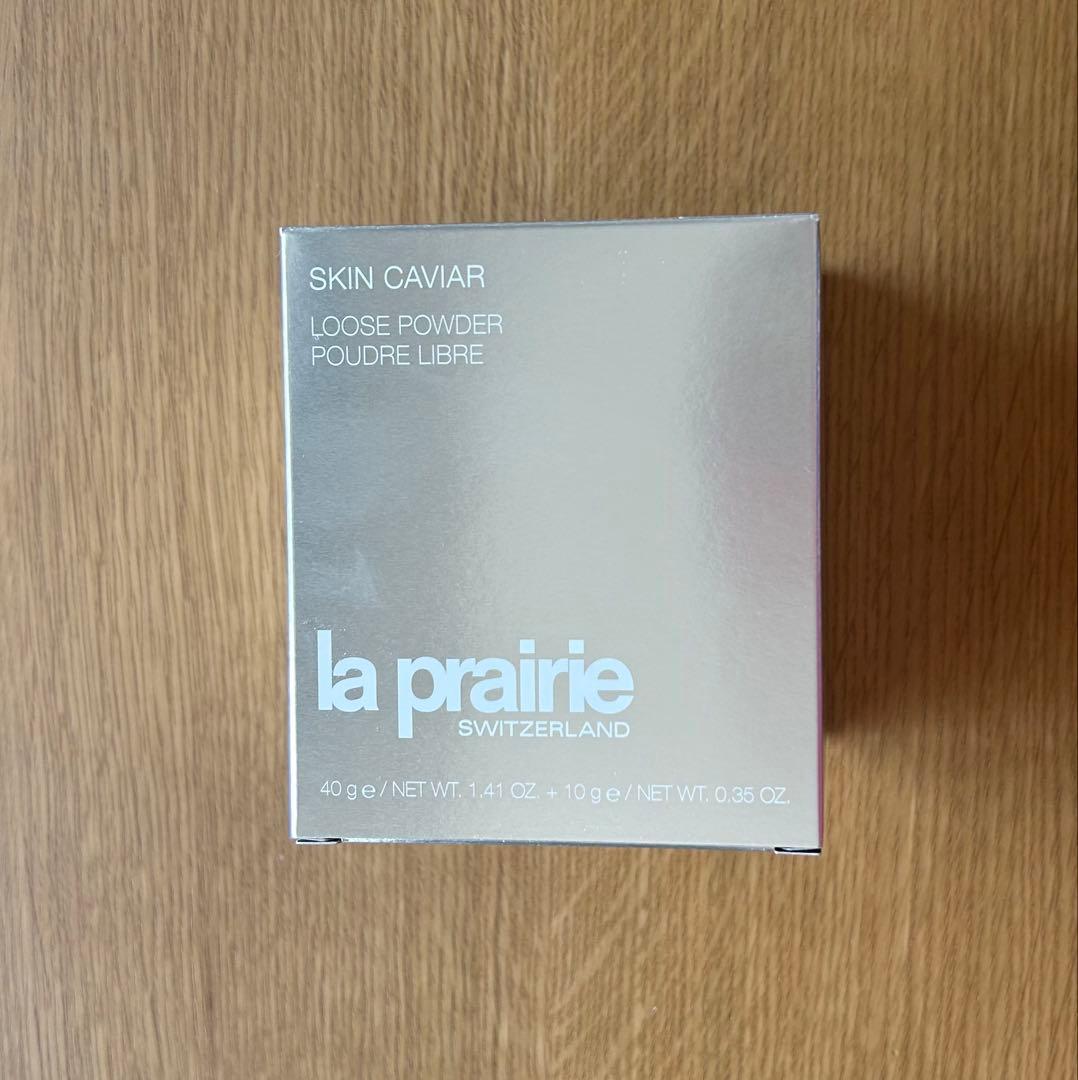 SKIN CAVIAR
LOOSE POWDER
POUDRE LIBRE
la prairie
SWITZERLAND
40 g e / NET WT. 1.41 OZ. + 10 g e / NET WT. 0.35 OZ.